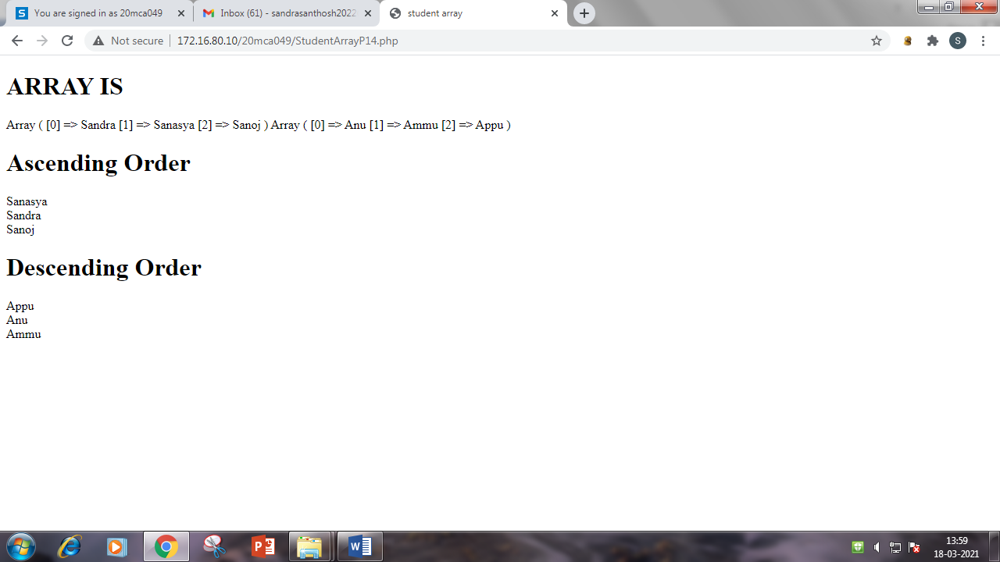 You are signed in as 20mca049
Inbox (61) - sandrasanthosh2022
student array
Not secure
172.16.80.10/20mca049/StudentArrayP14.php
S
ARRAY IS
Array ( [0] => Sandra [1] => Sanasya [2] => Sanoj ) Array ( [0] => Anu [1] => Ammu [2] => Appu )
Ascending Order
Sanasya
Sandra
Sanoj
Descending Order
Appu
Anu
Ammu
13:59
18-03-2021